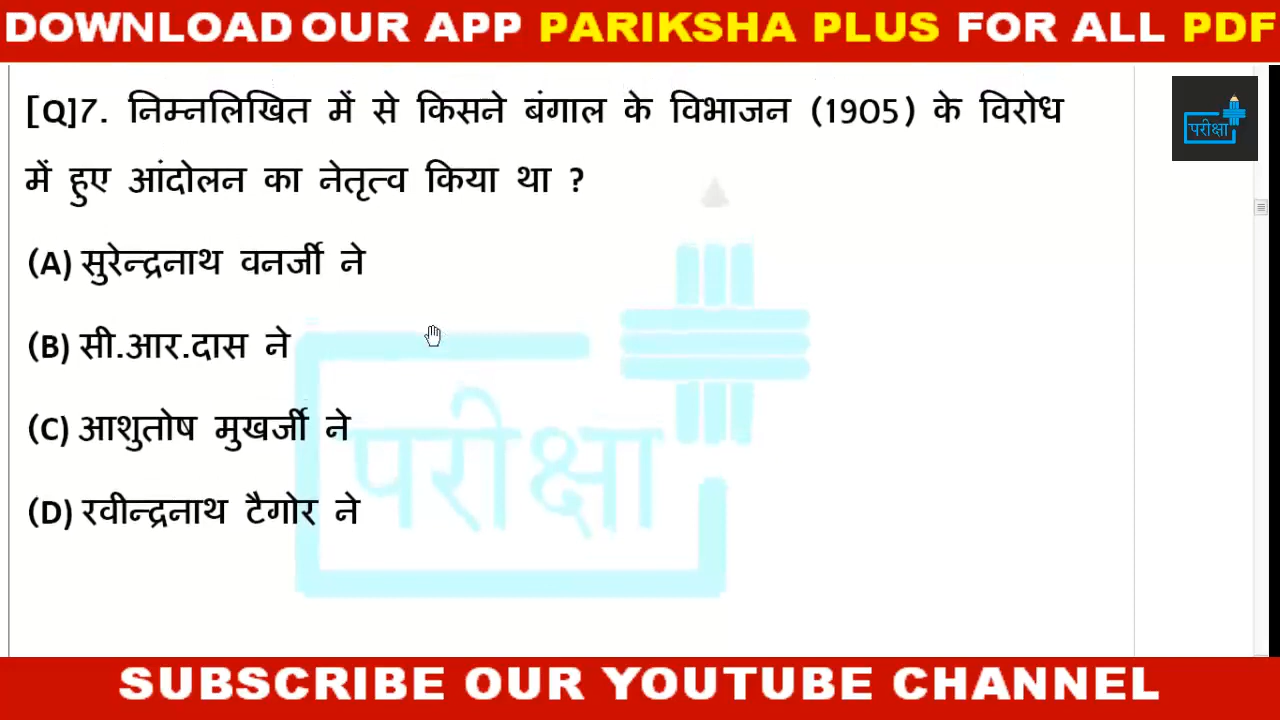 DOWNLOAD OUR APP PARIKSHA PLUS FOR ALL PDF
[Q]7. निम्नलिखित में से किसने बंगाल के विभाजन (1905) के विरोध
परीक्षा
में हुए आंदोलन का नेतृत्व किया था ?
(A) सुरेन्द्रनाथ वनर्जी ने
(B) सी.आर.दास ने
(C) आशुतोष मुखर्जी ने
परीक्षा
(D) रवीन्द्रनाथ टैगोर ने
SUBSCRIBE OUR YOUTUBE CHANNEL